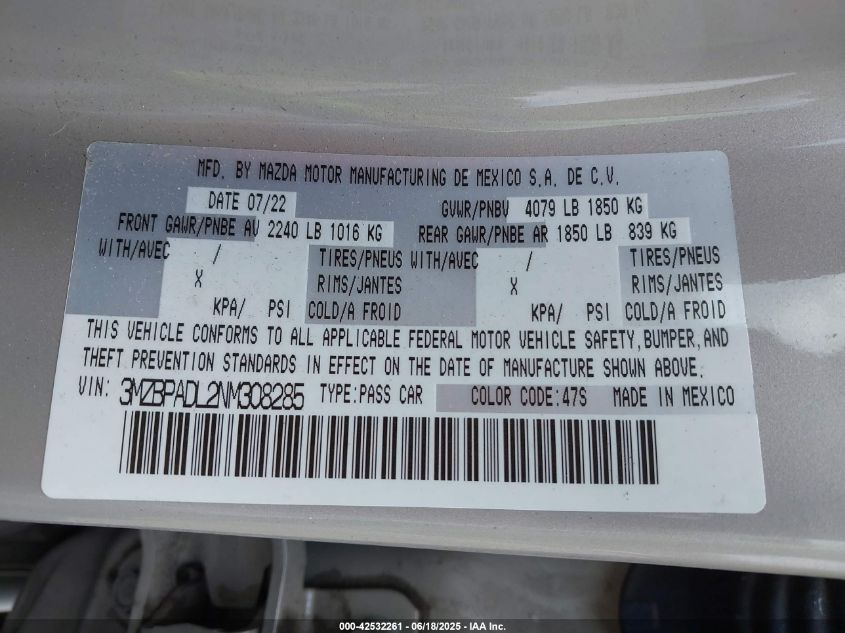 MFD. BY MAZDA MOTOR MANUFACTURING DE MEXICO S.A. DE C.V.
DATE 07/22 GVWR/PNBV 4079 LB 1850 KG
FRONT GAWR/PNBE AV 2240 LB 1016 KG REAR GAWR/PNBE AR 1850 LB 839 KG
WITH/AVEC / TIRES/PNEUS WITH/AVEC / TIRES/PNEUS
X RIMS/JANTES X RIMS/JANTES
KPA/ PSI COLD/A FROID KPA/ PSI COLD/A FROID
THIS VEHICLE CONFORMS TO ALL APPLICABLE FEDERAL MOTOR VEHICLE SAFETY, BUMPER, AND
THEFT PREVENTION STANDARDS IN EFFECT ON THE DATE OF MANUFACTURE SHOWN ABOVE.
VIN: 3MZBPADL2NM308285 TYPE:PASS CAR COLOR CODE:47S MADE IN MEXICO
000-42532261 - 06/18/2025 - IAA Inc.